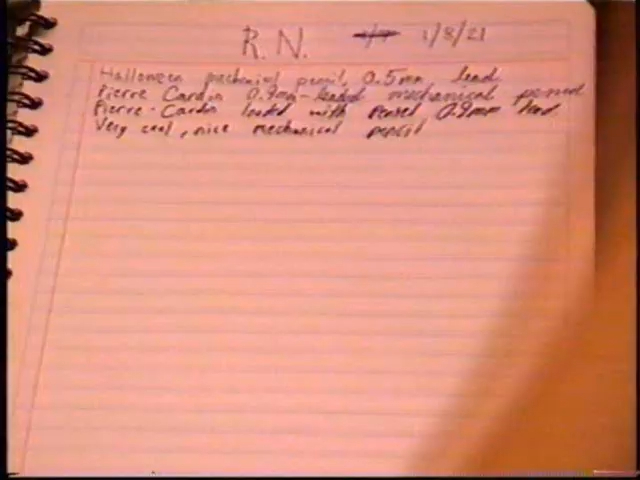 R. N. 1/8/21
Halloween mechanical pencil, 0.5mm lead
Pierre Cardin 0.9mm-leaded mechanical pencil
Pierre-Cardin loaded with Pentel 0.9mm lead
Very cool, nice mechanical pencil